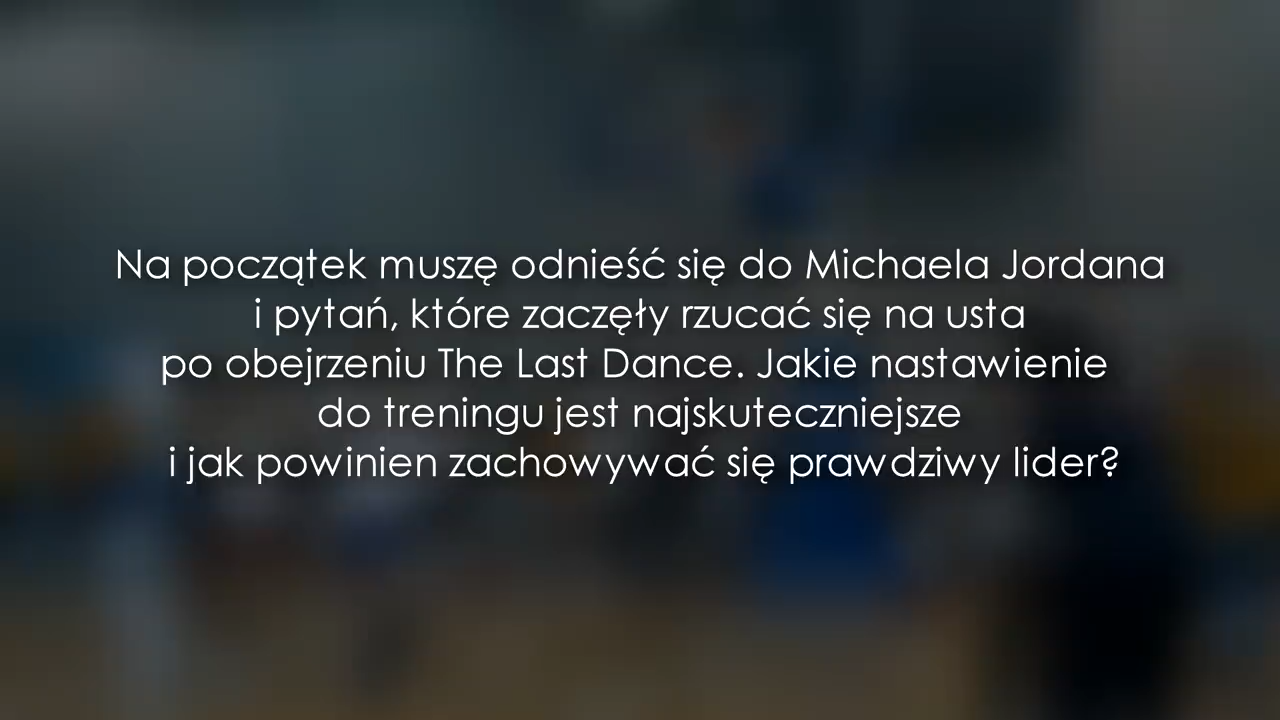 Na początek muszę odnieść się do Michaela Jordana
i pytań, które zaczęły rzucać się na usta
po obejrzeniu The Last Dance. Jakie nastawienie
do treningu jest najskuteczniejsze
i jak powinien zachowywać się prawdziwy lider?